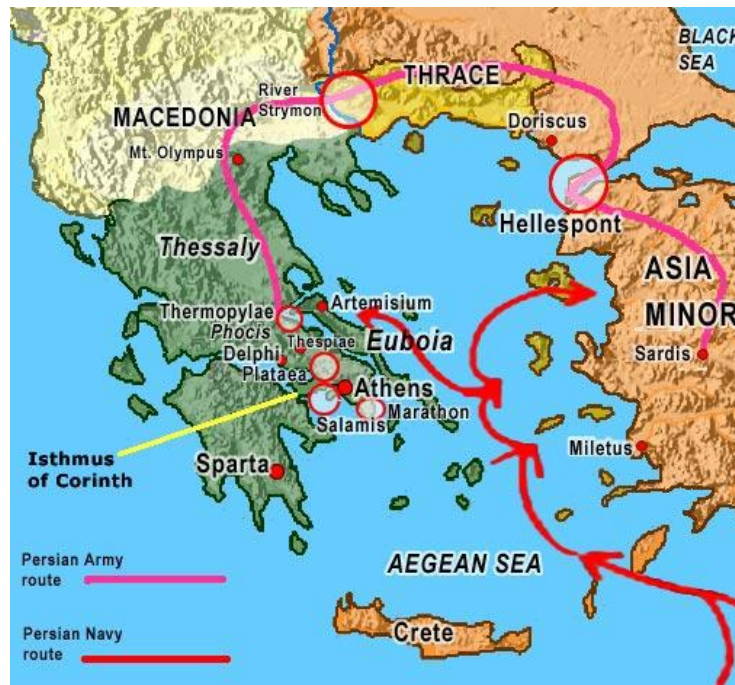 BLACK
SEA
THRACE
River
Strymon
MACEDONIA
Doriscus
Mt. Olympus
Hellespont
Thessaly
ASIA
MINOR
Thermopylae
Artemisium
Phocis
Euboia
Thespiae
Delphi
Plataea
Sardis
Athens
Marathon
Salamis
Isthmus
of Corinth
Sparta
Miletus
Persian Army
route
AEGEAN SEA
Crete
Persian Navy
route